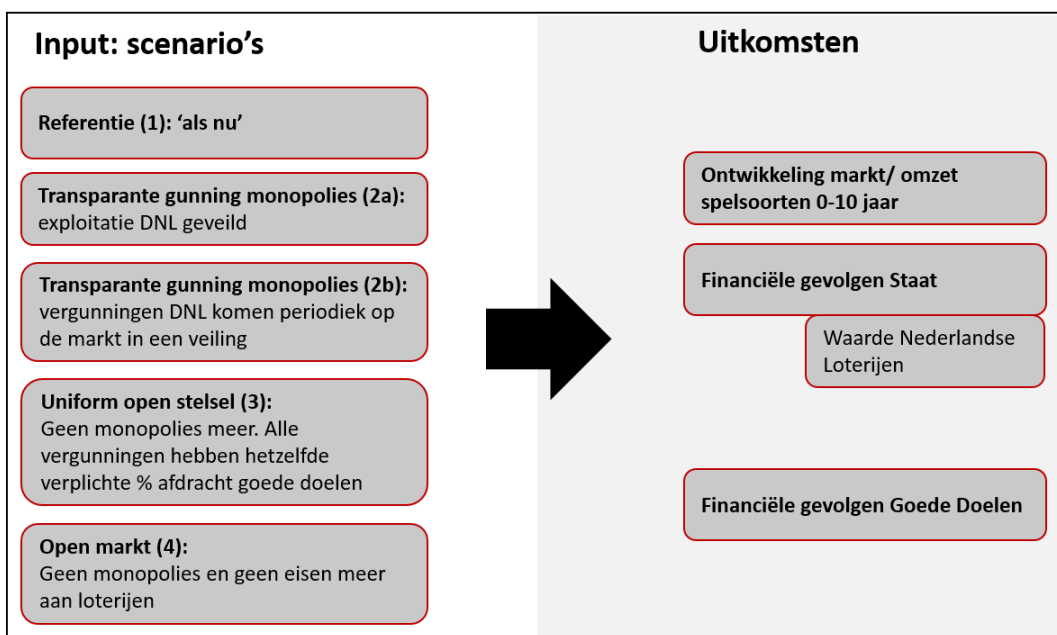 Input: scenario's
Referentie (1): 'als nu'
Transparante gunning monopolies (2a):
exploitatie DNL geveild
Transparante gunning monopolies (2b):
vergunningen DNL komen periodiek op
de markt in een veiling
Uniform open stelsel (3):
Geen monopolies meer. Alle
vergunningen hebben hetzelfde
verplichte % afdracht goede doelen
Open markt (4):
Geen monopolies en geen eisen meer
aan loterijen
Uitkomsten
Ontwikkeling markt/ omzet
spelsoorten 0-10 jaar
Financiële gevolgen Staat
Waarde Nederlandse
Loterijen
Financiële gevolgen Goede Doelen